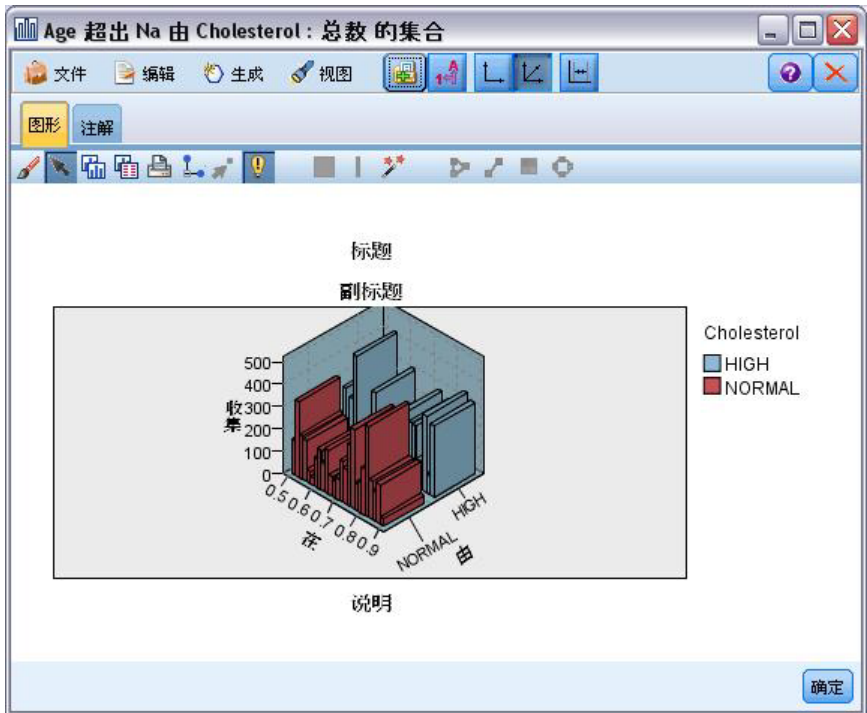 Age 超出 Na 由 Cholesterol : 总数 的集合
文件 编辑 生成 视图
图形 注解
标题
副标题
Cholesterol
HIGH
NORMAL
500
400
300
200
100
0
收集
0.5 0.6 0.7 0.8 0.9
在
NORMAL HIGH
由
说明
确定